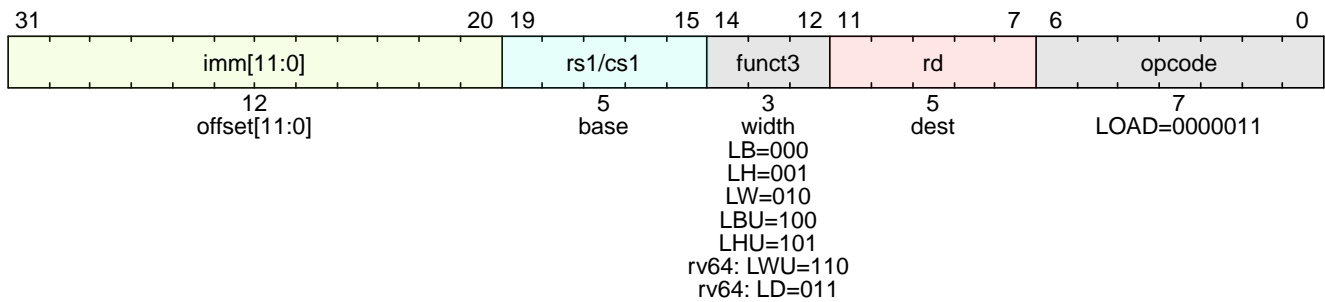 31 20 19 15 14 12 11 7 6 0
imm[11:0] rs1/cs1 funct3 rd opcode
12 5 3 5 7
offset[11:0] base width dest LOAD=0000011
LB=000
LH=001
LW=010
LBU=100
LHU=101
rv64: LWU=110
rv64: LD=011